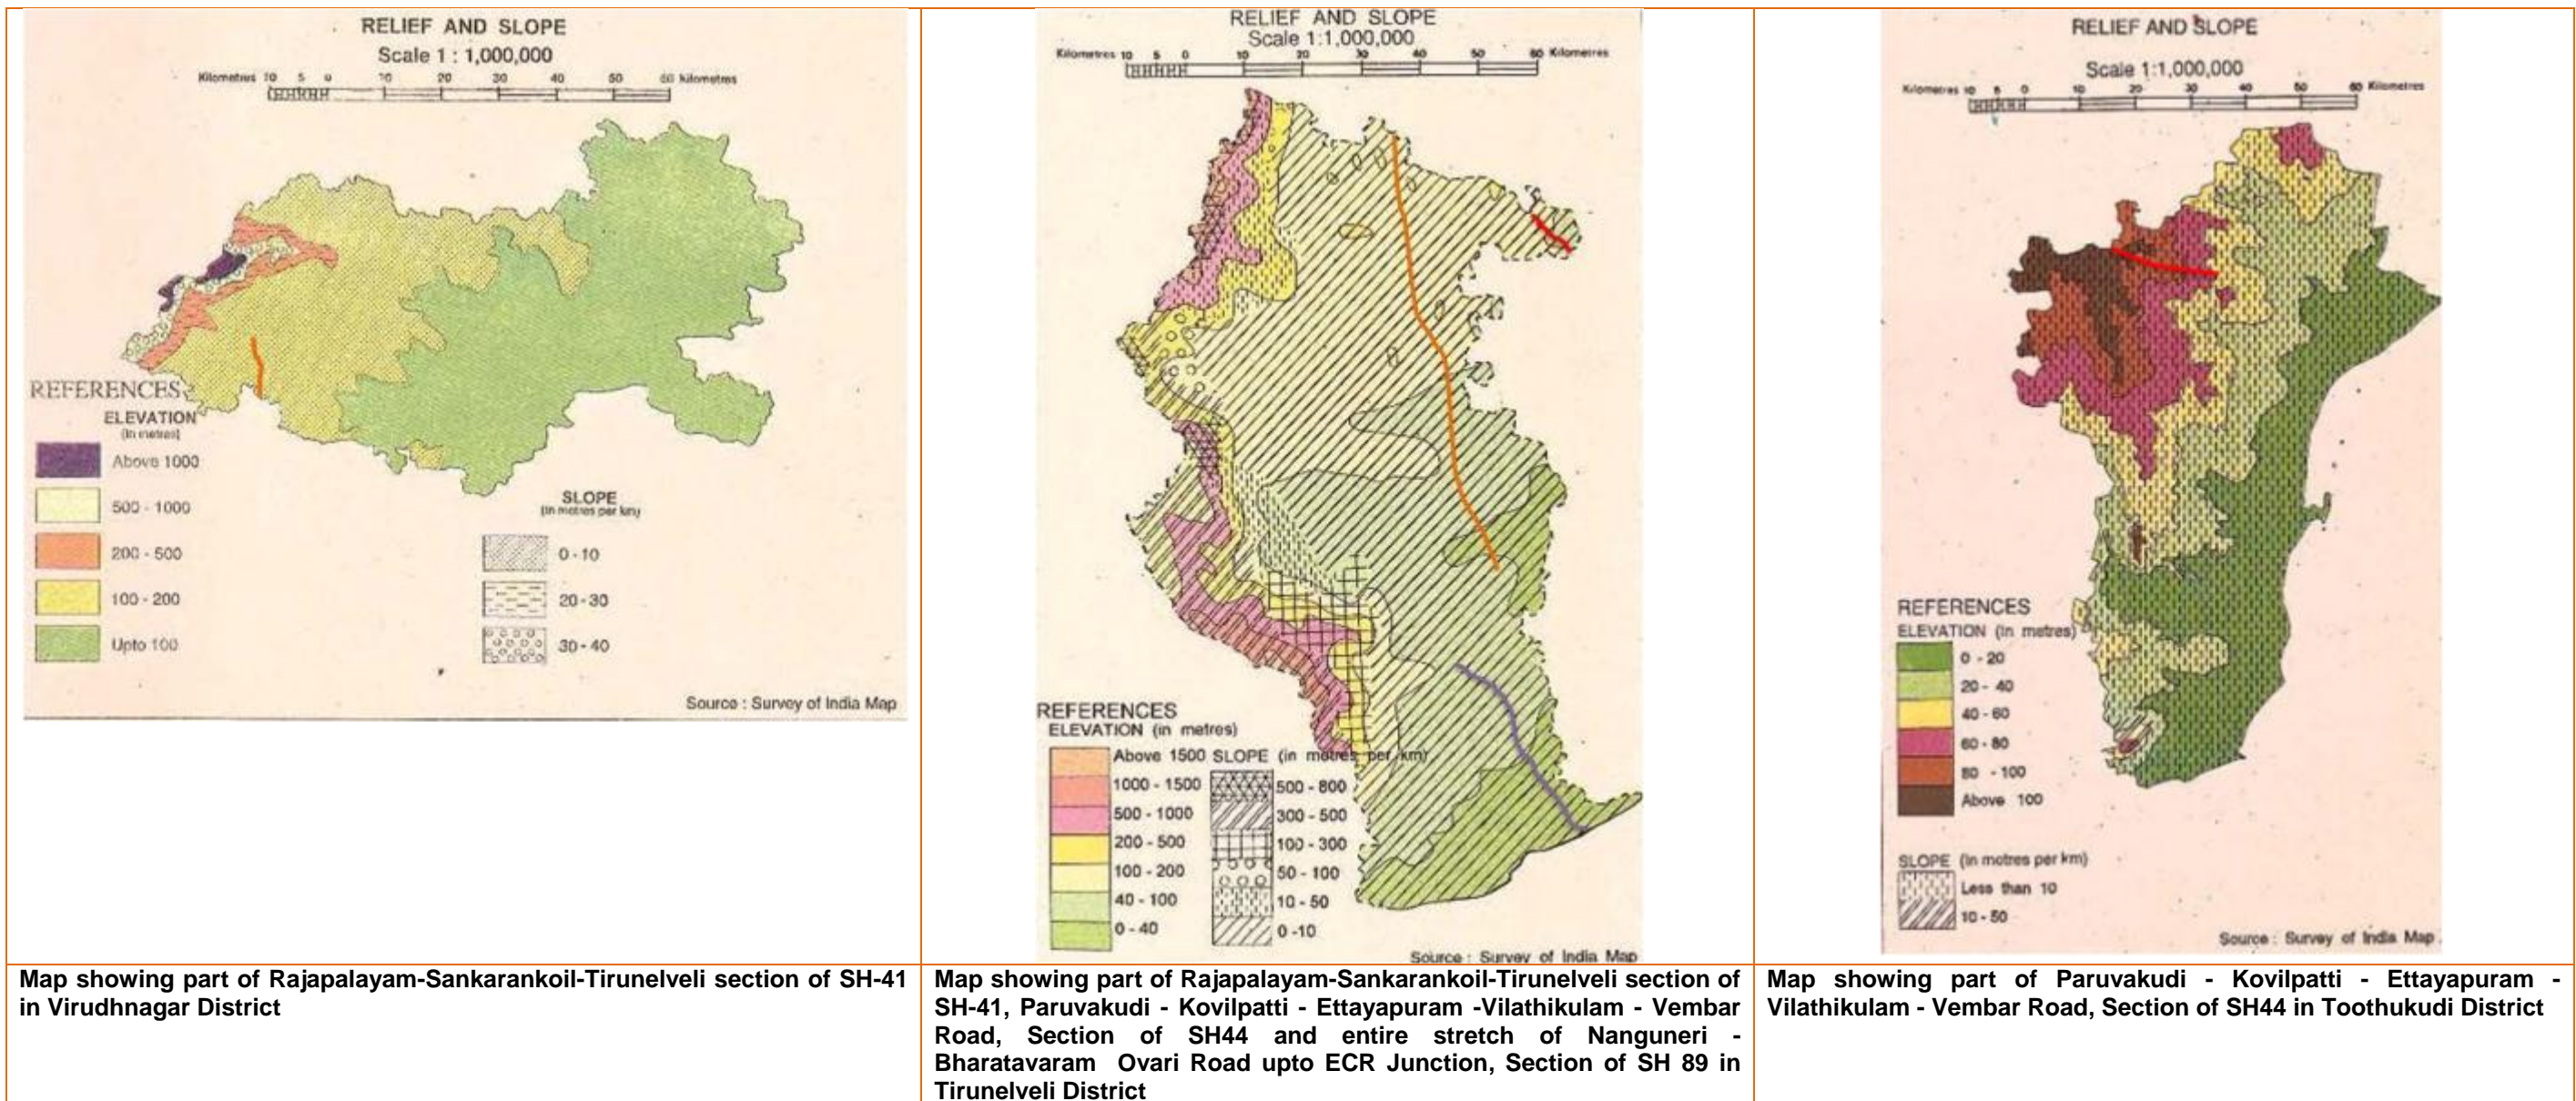 RELIEF AND SLOPE
Scale 1 : 1,000,000
Kilometres 10 5 0 10 20 30 40 50 60 Kilometres
REFERENCES
ELEVATION
(in metres)
Above 1000
500 - 1000
200 - 500
100 - 200
Upto 100
SLOPE
(in metres per km)
0 - 10
20 - 30
30 - 40
Source : Survey of India Map
Map showing part of Rajapalayam-Sankarankoil-Tirunelveli section of SH-41
in Virudhnagar District
RELIEF AND SLOPE
Scale 1:1,000,000
Kilometres 10 5 0 10 20 30 40 50 60 Kilometres
REFERENCES
ELEVATION (in metres)
Above 1500
1000 - 1500
500 - 1000
200 - 500
100 - 200
40 - 100
0 - 40
SLOPE (in metres per km)
500 - 800
300 - 500
100 - 300
50 - 100
10 - 50
0 -10
Source : Survey of India Map
Map showing part of Rajapalayam-Sankarankoil-Tirunelveli section of
SH-41, Paruvakudi - Kovilpatti - Ettayapuram -Vilathikulam - Vembar
Road, Section of SH44 and entire stretch of Nanguneri -
Bharatavaram Ovari Road upto ECR Junction, Section of SH 89 in
Tirunelveli District
RELIEF AND SLOPE
Scale 1:1,000,000
Kilometres 10 5 0 10 20 30 40 50 60 Kilometres
REFERENCES
ELEVATION (in metres)
0 - 20
20 - 40
40 - 60
60 - 80
80 - 100
Above 100
SLOPE (in metres per km)
Less than 10
10 - 50
Source : Survey of India Map .
Map showing part of Paruvakudi - Kovilpatti - Ettayapuram -
Vilathikulam - Vembar Road, Section of SH44 in Toothukudi District